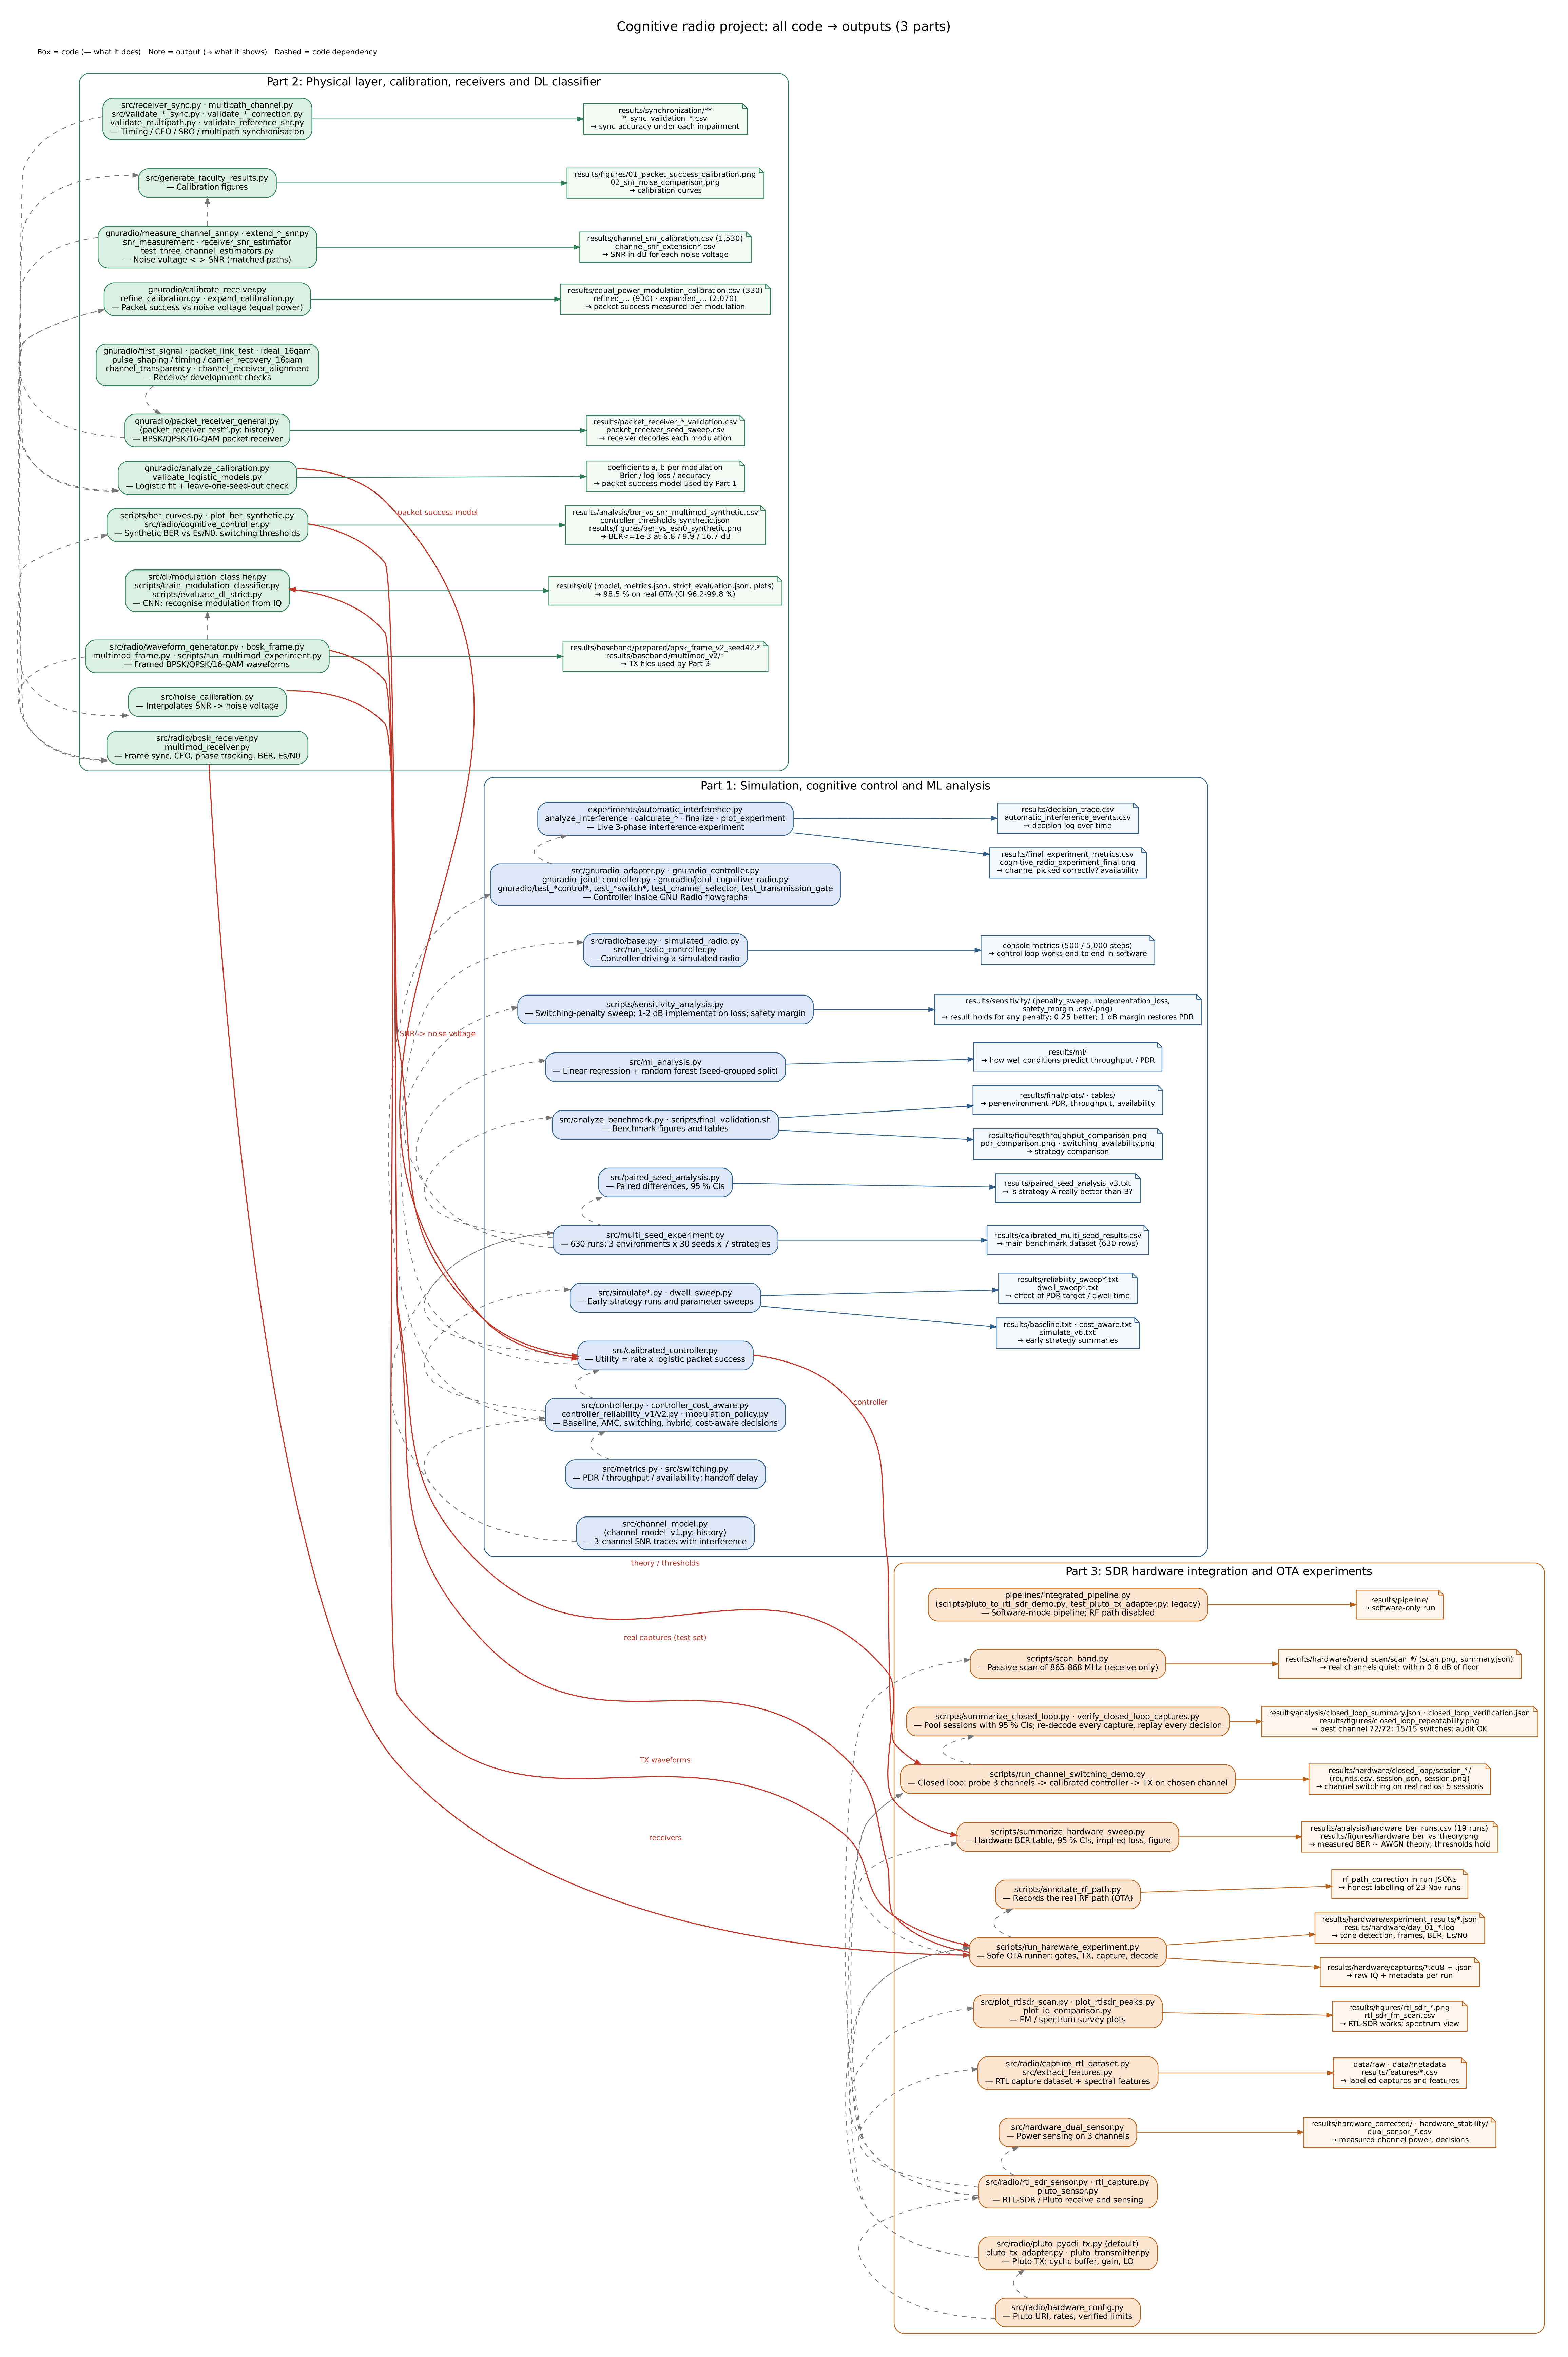 Cognitive radio project: all code → outputs (3 parts)
Box = code (— what it does)   Note = output (→ what it shows)   Dashed = code dependency
Part 2: Physical layer, calibration, receivers and DL classifier
src/receiver_sync.py · multipath_channel.py
src/validate_*_sync.py · validate_*_correction.py
validate_multipath.py · validate_reference_snr.py
— Timing / CFO / SRO / multipath synchronisation
results/synchronization/**
*_sync_validation_*.csv
→ sync accuracy under each impairment
src/generate_faculty_results.py
— Calibration figures
results/figures/01_packet_success_calibration.png
02_snr_noise_comparison.png
→ calibration curves
gnuradio/measure_channel_snr.py · extend_*_snr.py
snr_measurement · receiver_snr_estimator
test_three_channel_estimators.py
— Noise voltage <-> SNR (matched paths)
results/channel_snr_calibration.csv (1,530)
channel_snr_extension*.csv
→ SNR in dB for each noise voltage
gnuradio/calibrate_receiver.py
refine_calibration.py · expand_calibration.py
— Packet success vs noise voltage (equal power)
results/equal_power_modulation_calibration.csv (330)
refined_... (930) · expanded_... (2,070)
→ packet success measured per modulation
gnuradio/first_signal · packet_link_test · ideal_16qam
pulse_shaping / timing / carrier_recovery_16qam
channel_transparency · channel_receiver_alignment
— Receiver development checks
gnuradio/packet_receiver_general.py
(packet_receiver_test*.py: history)
— BPSK/QPSK/16-QAM packet receiver
results/packet_receiver_*_validation.csv
packet_receiver_seed_sweep.csv
→ receiver decodes each modulation
gnuradio/analyze_calibration.py
validate_logistic_models.py
— Logistic fit + leave-one-seed-out check
coefficients a, b per modulation
Brier / log loss / accuracy
→ packet-success model used by Part 1
packet-success model
scripts/ber_curves.py · plot_ber_synthetic.py
src/radio/cognitive_controller.py
— Synthetic BER vs Es/N0, switching thresholds
results/analysis/ber_vs_snr_multimod_synthetic.csv
controller_thresholds_synthetic.json
results/figures/ber_vs_esn0_synthetic.png
→ BER<=1e-3 at 6.8 / 9.9 / 16.7 dB
src/dl/modulation_classifier.py
scripts/train_modulation_classifier.py
scripts/evaluate_dl_strict.py
— CNN: recognise modulation from IQ
results/dl/ (model, metrics.json, strict_evaluation.json, plots)
→ 98.5 % on real OTA (CI 96.2-99.8 %)
src/radio/waveform_generator.py · bpsk_frame.py
multimod_frame.py · scripts/run_multimod_experiment.py
— Framed BPSK/QPSK/16-QAM waveforms
results/baseband/prepared/bpsk_frame_v2_seed42.*
results/baseband/multimod_v2/*
→ TX files used by Part 3
src/noise_calibration.py
— Interpolates SNR -> noise voltage
src/radio/bpsk_receiver.py
multimod_receiver.py
— Frame sync, CFO, phase tracking, BER, Es/N0
Part 1: Simulation, cognitive control and ML analysis
experiments/automatic_interference.py
analyze_interference · calculate_* · finalize · plot_experiment
— Live 3-phase interference experiment
results/decision_trace.csv
automatic_interference_events.csv
→ decision log over time
results/final_experiment_metrics.csv
cognitive_radio_experiment_final.png
→ channel picked correctly? availability
src/gnuradio_adapter.py · gnuradio_controller.py
gnuradio_joint_controller.py · gnuradio/joint_cognitive_radio.py
gnuradio/test_*control*, test_*switch*, test_channel_selector, test_transmission_gate
— Controller inside GNU Radio flowgraphs
src/radio/base.py · simulated_radio.py
src/run_radio_controller.py
— Controller driving a simulated radio
console metrics (500 / 5,000 steps)
→ control loop works end to end in software
scripts/sensitivity_analysis.py
— Switching-penalty sweep; 1-2 dB implementation loss; safety margin
results/sensitivity/ (penalty_sweep, implementation_loss,
safety_margin .csv/.png)
→ result holds for any penalty; 0.25 better; 1 dB margin restores PDR
SNR -> noise voltage
src/ml_analysis.py
— Linear regression + random forest (seed-grouped split)
results/ml/
→ how well conditions predict throughput / PDR
src/analyze_benchmark.py · scripts/final_validation.sh
— Benchmark figures and tables
results/final/plots/ · tables/
→ per-environment PDR, throughput, availability
results/figures/throughput_comparison.png
pdr_comparison.png · switching_availability.png
→ strategy comparison
src/paired_seed_analysis.py
— Paired differences, 95 % CIs
results/paired_seed_analysis_v3.txt
→ is strategy A really better than B?
src/multi_seed_experiment.py
— 630 runs: 3 environments x 30 seeds x 7 strategies
results/calibrated_multi_seed_results.csv
→ main benchmark dataset (630 rows)
src/simulate*.py · dwell_sweep.py
— Early strategy runs and parameter sweeps
results/reliability_sweep*.txt
dwell_sweep*.txt
→ effect of PDR target / dwell time
results/baseline.txt · cost_aware.txt
simulate_v6.txt
→ early strategy summaries
src/calibrated_controller.py
— Utility = rate x logistic packet success
controller
src/controller.py · controller_cost_aware.py
controller_reliability_v1/v2.py · modulation_policy.py
— Baseline, AMC, switching, hybrid, cost-aware decisions
src/metrics.py · src/switching.py
— PDR / throughput / availability; handoff delay
src/channel_model.py
(channel_model_v1.py: history)
— 3-channel SNR traces with interference
theory / thresholds
real captures (test set)
TX waveforms
receivers
Part 3: SDR hardware integration and OTA experiments
pipelines/integrated_pipeline.py
(scripts/pluto_to_rtl_sdr_demo.py, test_pluto_tx_adapter.py: legacy)
— Software-mode pipeline; RF path disabled
results/pipeline/
→ software-only run
scripts/scan_band.py
— Passive scan of 865-868 MHz (receive only)
results/hardware/band_scan/scan_*/ (scan.png, summary.json)
→ real channels quiet: within 0.6 dB of floor
scripts/summarize_closed_loop.py · verify_closed_loop_captures.py
— Pool sessions with 95 % CIs; re-decode every capture, replay every decision
results/analysis/closed_loop_summary.json · closed_loop_verification.json
results/figures/closed_loop_repeatability.png
→ best channel 72/72; 15/15 switches; audit OK
scripts/run_channel_switching_demo.py
— Closed loop: probe 3 channels -> calibrated controller -> TX on chosen channel
results/hardware/closed_loop/session_*/
(rounds.csv, session.json, session.png)
→ channel switching on real radios: 5 sessions
scripts/summarize_hardware_sweep.py
— Hardware BER table, 95 % CIs, implied loss, figure
results/analysis/hardware_ber_runs.csv (19 runs)
results/figures/hardware_ber_vs_theory.png
→ measured BER ~ AWGN theory; thresholds hold
scripts/annotate_rf_path.py
— Records the real RF path (OTA)
rf_path_correction in run JSONs
→ honest labelling of 23 Nov runs
scripts/run_hardware_experiment.py
— Safe OTA runner: gates, TX, capture, decode
results/hardware/experiment_results/*.json
results/hardware/day_01_*.log
→ tone detection, frames, BER, Es/N0
results/hardware/captures/*.cu8 + .json
→ raw IQ + metadata per run
src/plot_rtlsdr_scan.py · plot_rtlsdr_peaks.py
plot_iq_comparison.py
— FM / spectrum survey plots
results/figures/rtl_sdr_*.png
rtl_sdr_fm_scan.csv
→ RTL-SDR works; spectrum view
src/radio/capture_rtl_dataset.py
src/extract_features.py
— RTL capture dataset + spectral features
data/raw · data/metadata
results/features/*.csv
→ labelled captures and features
src/hardware_dual_sensor.py
— Power sensing on 3 channels
results/hardware_corrected/ · hardware_stability/
dual_sensor_*.csv
→ measured channel power, decisions
src/radio/rtl_sdr_sensor.py · rtl_capture.py
pluto_sensor.py
— RTL-SDR / Pluto receive and sensing
src/radio/pluto_pyadi_tx.py (default)
pluto_tx_adapter.py · pluto_transmitter.py
— Pluto TX: cyclic buffer, gain, LO
src/radio/hardware_config.py
— Pluto URI, rates, verified limits